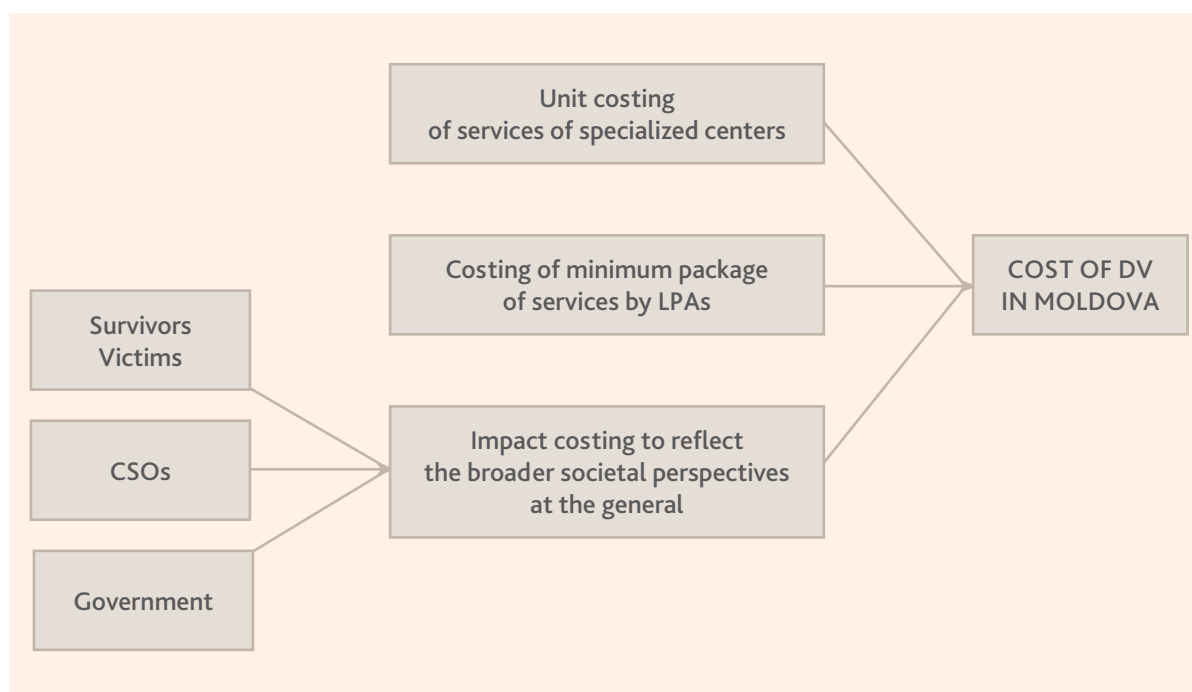 Unit costing
of services of specialized centers
Costing of minimum package
of services by LPAs
COST OF DV
IN MOLDOVA
Survivors
Victims
CSOs
Government
Impact costing to reflect
the broader societal perspectives
at the general